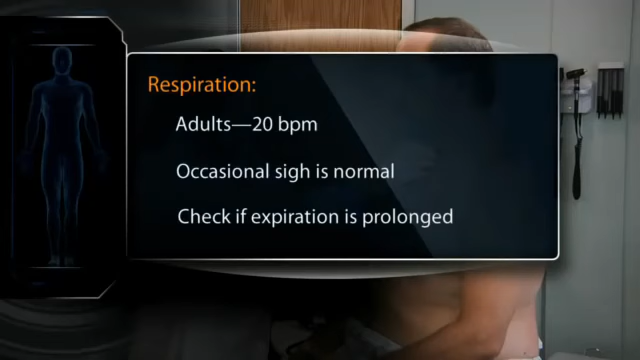 Respiration:
Adults—20 bpm
Occasional sigh is normal
Check if expiration is prolonged